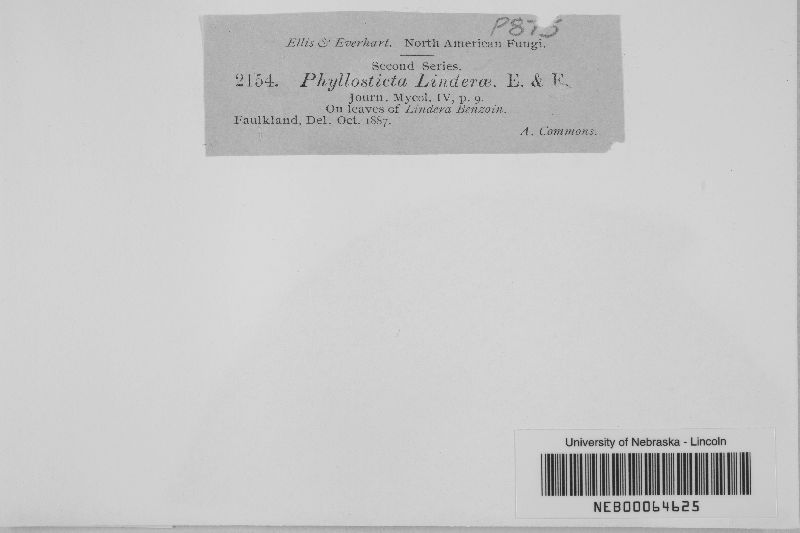 P875
Ellis & Everhart. North American Fungi.
Second Series.
2154. Phyllosticta Linderæ, E. & E.
Journ. Mycol. IV, p. 9.
On leaves of Lindera Benzoin.
Faulkland, Del. Oct. 1887.
A. Commons.
University of Nebraska - Lincoln
NEB00064625